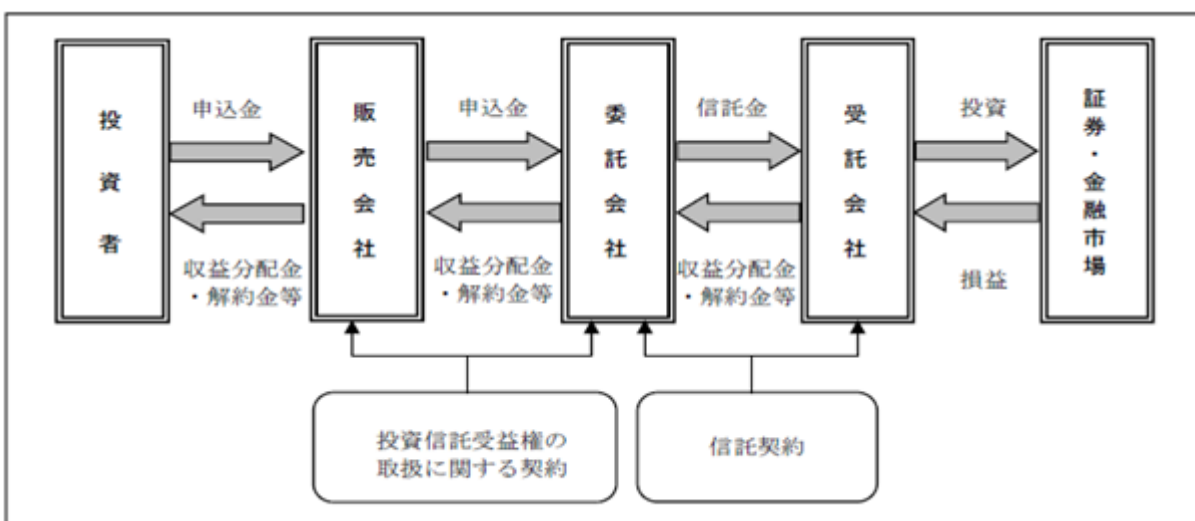 投資者
申込金
収益分配金
・解約金等
販売会社
申込金
収益分配金
・解約金等
委託会社
信託金
収益分配金
・解約金等
受託会社
投資
損益
証券・金融市場
投資信託受益権の
取扱に関する契約
信託契約